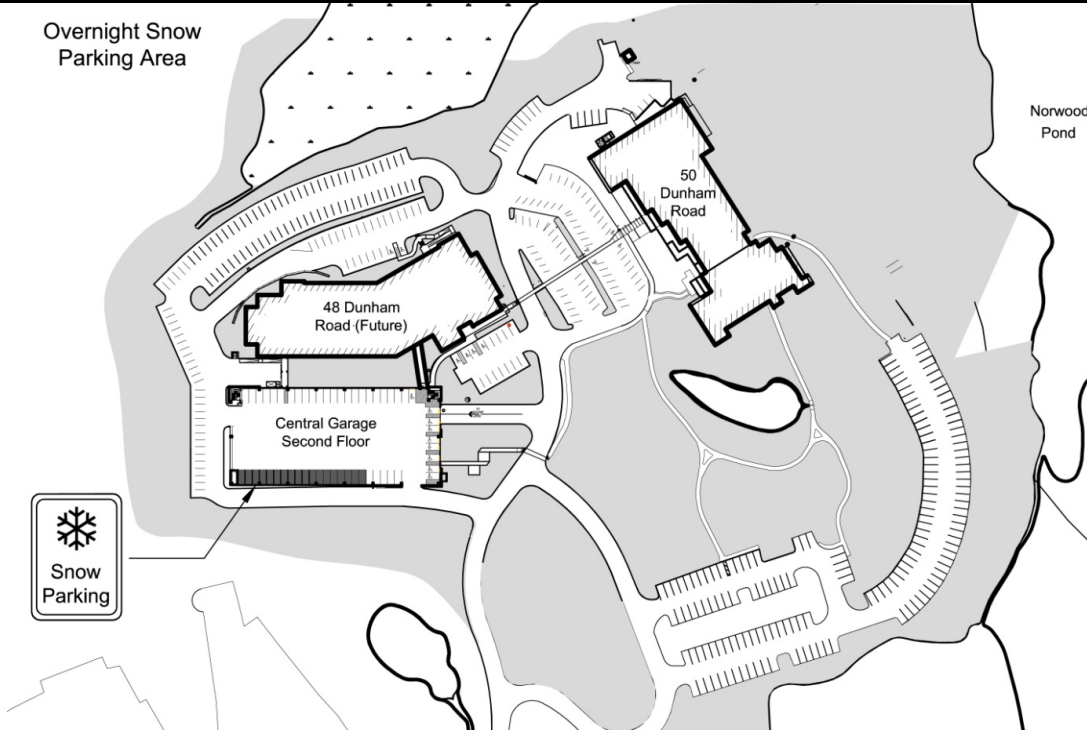 Overnight Snow
Parking Area
Norwood
Pond
50
Dunham
Road
48 Dunham
Road (Future)
Central Garage
Second Floor
Snow
Parking